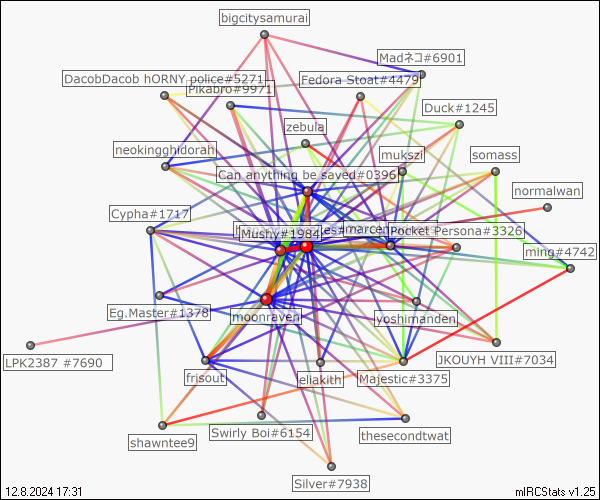 bigcitysamurai
Madネコ#6901
DacobDacob hORNY police#5271
Fedora Stoat#4479
Pikabro#9971
Duck#1245
zebula
neokingghidorah
mukszi
somass
Can anything be saved#0396
normalwan
Cypha#1717
Mushy#1984
Pocket Persona#3326
ming#4742
Eg.Master#1378
moonraven
yoshimanden
LPK2387 #7690
JKOUYH VIII#7034
frisout
eliakith
Majestic#3375
shawntee9
Swirly Boi#6154
thesecondtwat
Silver#7938
12.8.2024 17:31
mIRCStats v1.25